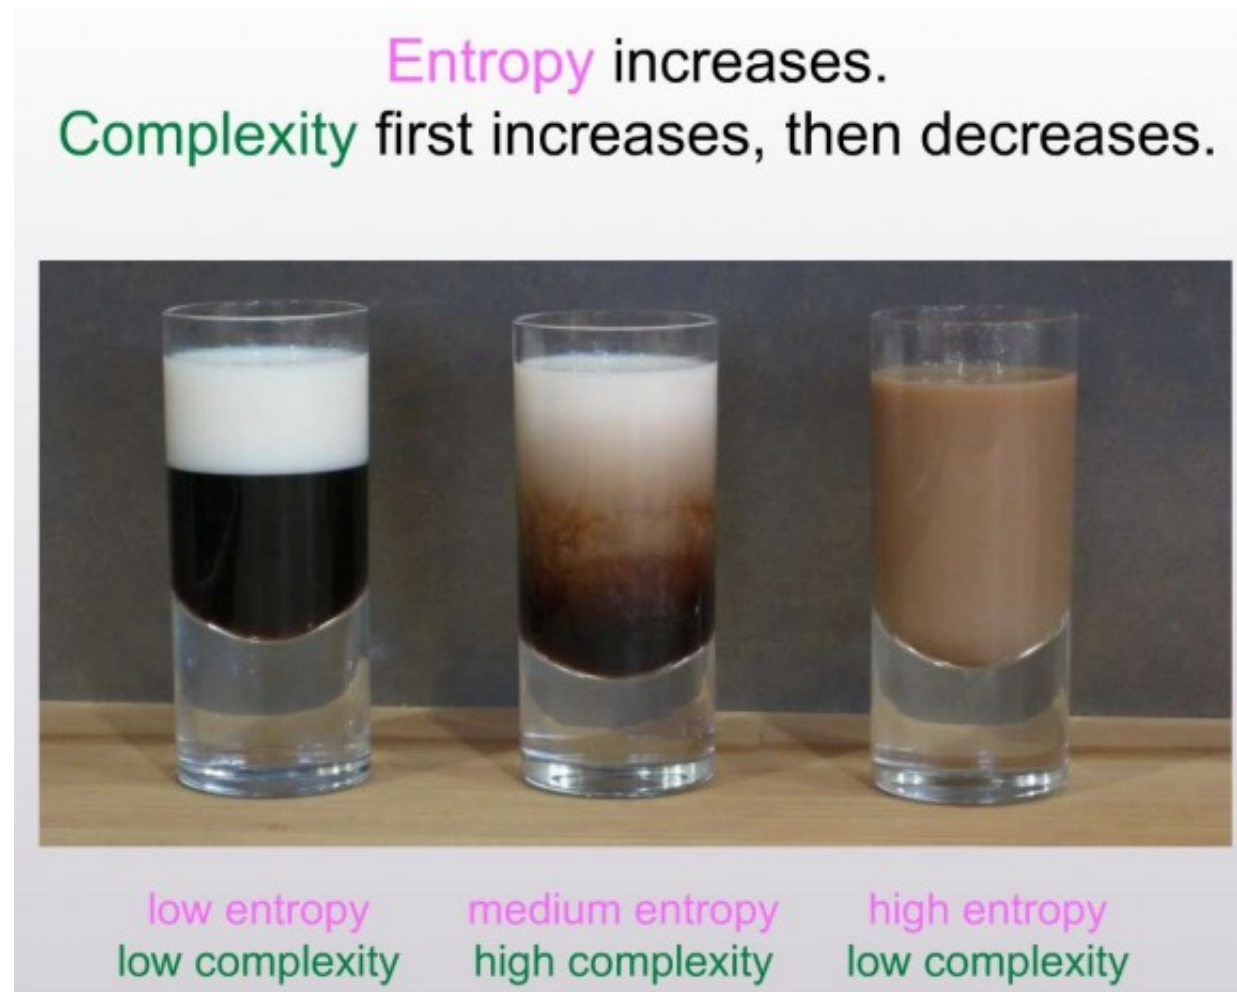 Entropy increases.
Complexity first increases, then decreases.
low entropy medium entropy high entropy
low complexity high complexity low complexity